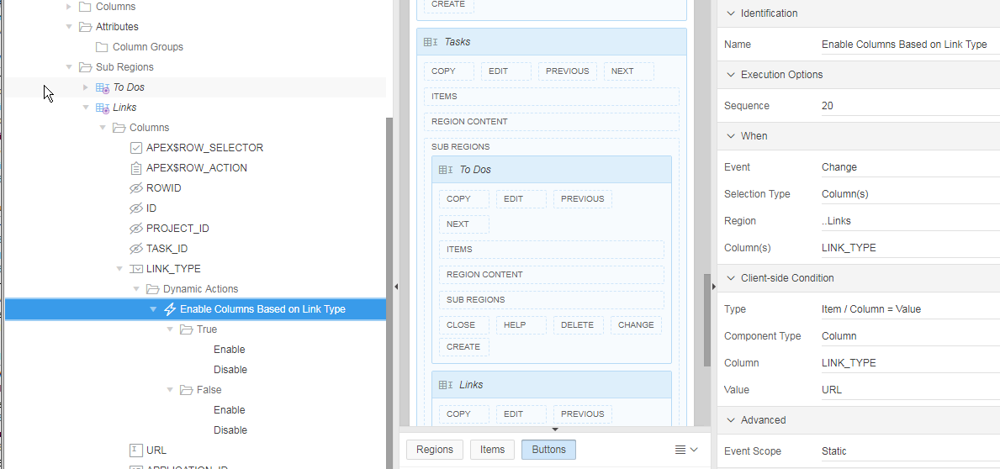 Columns
Attributes
Column Groups
Sub Regions
To Dos
Links
Columns
APEX$ROW_SELECTOR
APEX$ROW_ACTION
ROWID
ID
PROJECT_ID
TASK_ID
LINK_TYPE
Dynamic Actions
Enable Columns Based on Link Type
True
Enable
Disable
False
Enable
Disable
URL
APPLICATION_ID
CREATE
Tasks
COPY EDIT PREVIOUS NEXT
ITEMS
REGION CONTENT
SUB REGIONS
To Dos
COPY EDIT PREVIOUS
NEXT
ITEMS
REGION CONTENT
SUB REGIONS
CLOSE HELP DELETE CHANGE
CREATE
Links
COPY EDIT PREVIOUS
Regions Items Buttons
Identification
Name Enable Columns Based on Link Type
Execution Options
Sequence 20
When
Event Change
Selection Type Column(s)
Region ..Links
Column(s) LINK_TYPE
Client-side Condition
Type Item / Column = Value
Component Type Column
Column LINK_TYPE
Value URL
Advanced
Event Scope Static